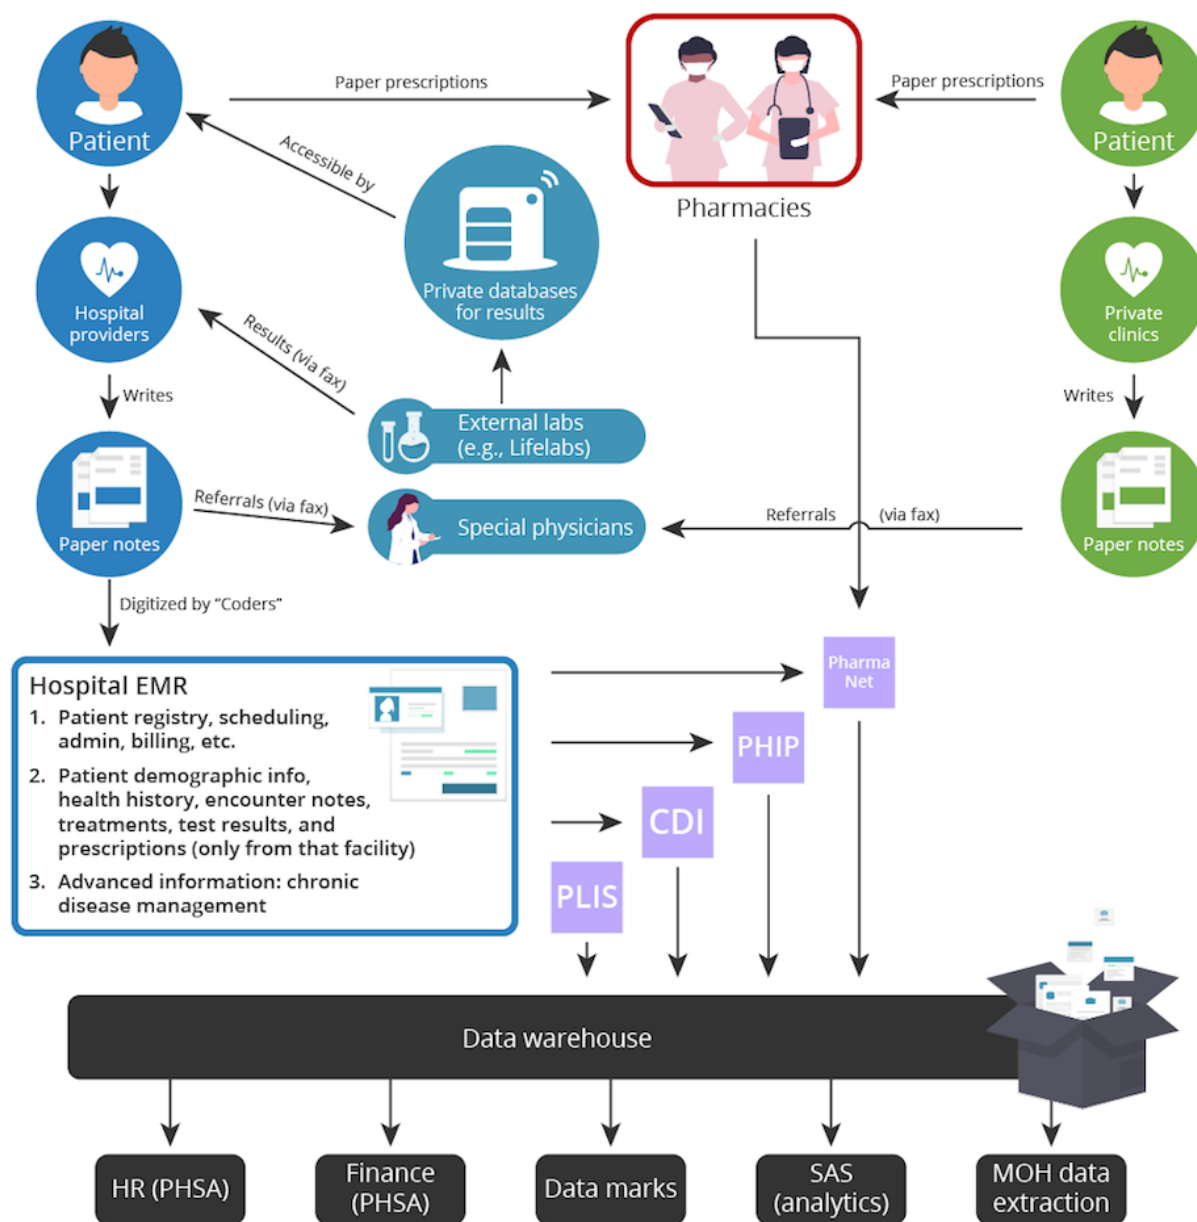 Patient
Paper prescriptions
Paper prescriptions
Patient
Accessible by
Pharmacies
Private databases
for results
Hospital
providers
Private
clinics
Results (via fax)
Writes
Writes
External labs
(e.g., Lifelabs)
Paper notes
Referrals (via fax)
Special physicians
Referrals (via fax)
Paper notes
Digitized by “Coders”
Hospital EMR
1. Patient registry, scheduling,
admin, billing, etc.
2. Patient demographic info,
health history, encounter notes,
treatments, test results, and
prescriptions (only from that facility)
3. Advanced information: chronic
disease management
Pharma
Net
PHIP
CDI
PLIS
Data warehouse
HR (PHSA)
Finance
(PHSA)
Data marks
SAS
(analytics)
MOH data
extraction